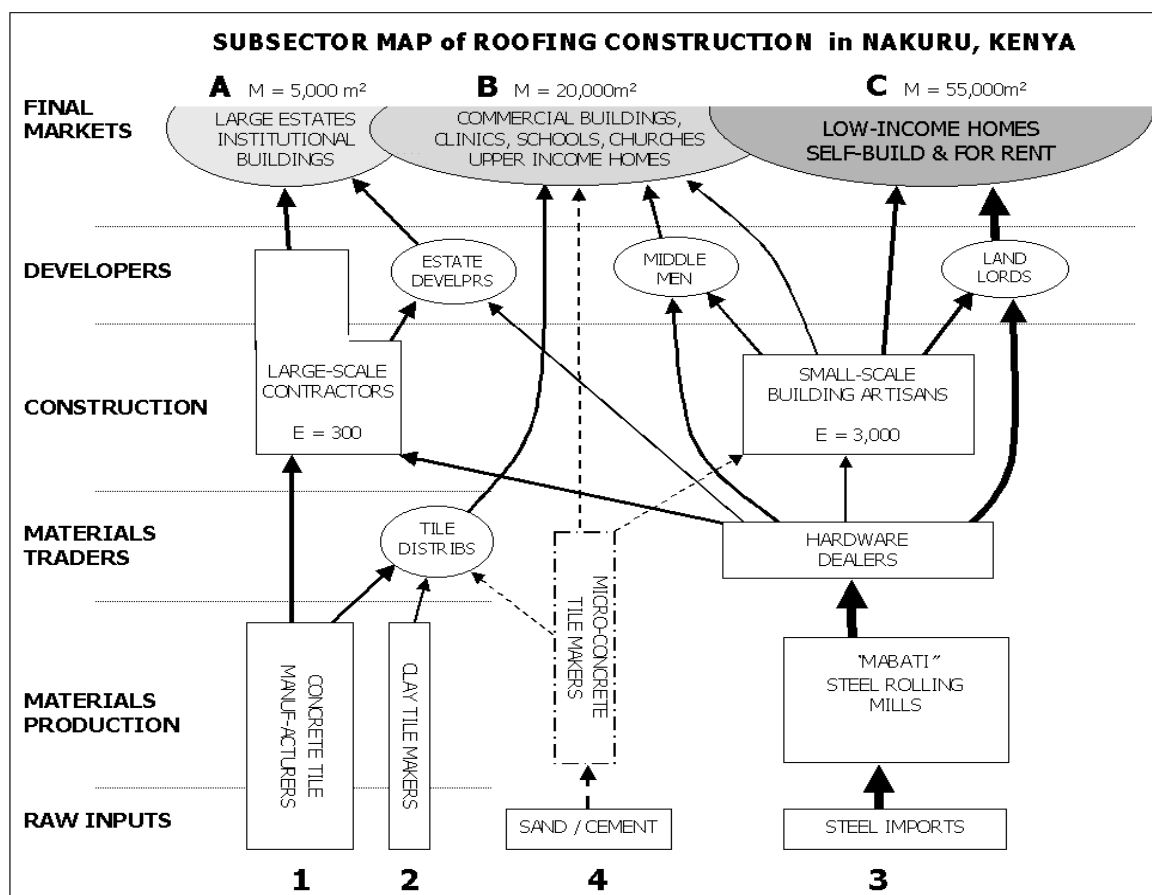 SUBSECTOR MAP of ROOFING CONSTRUCTION in NAKURU, KENYA
A M = 5,000 m²
B M = 20,000m²
C M = 55,000m²
FINAL
MARKETS
LARGE ESTATES
INSTITUTIONAL
BUILDINGS
COMMERCIAL BUILDINGS,
CLINICS, SCHOOLS, CHURCHES
UPPER INCOME HOMES
LOW-INCOME HOMES
SELF-BUILD & FOR RENT
DEVELOPERS
ESTATE
DEVELPRS
MIDDLE
MEN
LAND
LORDS
CONSTRUCTION
LARGE-SCALE
CONTRACTORS
E = 300
SMALL-SCALE
BUILDING ARTISANS
E = 3,000
MATERIALS
TRADERS
TILE
DISTRIBS
HARDWARE
DEALERS
MATERIALS
PRODUCTION
CONCRETE TILE
MANUF-ACTURERS
CLAY TILE MAKERS
MICRO-CONCRETE
TILE MAKERS
"MABATI"
STEEL ROLLING
MILLS
RAW INPUTS
SAND / CEMENT
STEEL IMPORTS
1
2
4
3